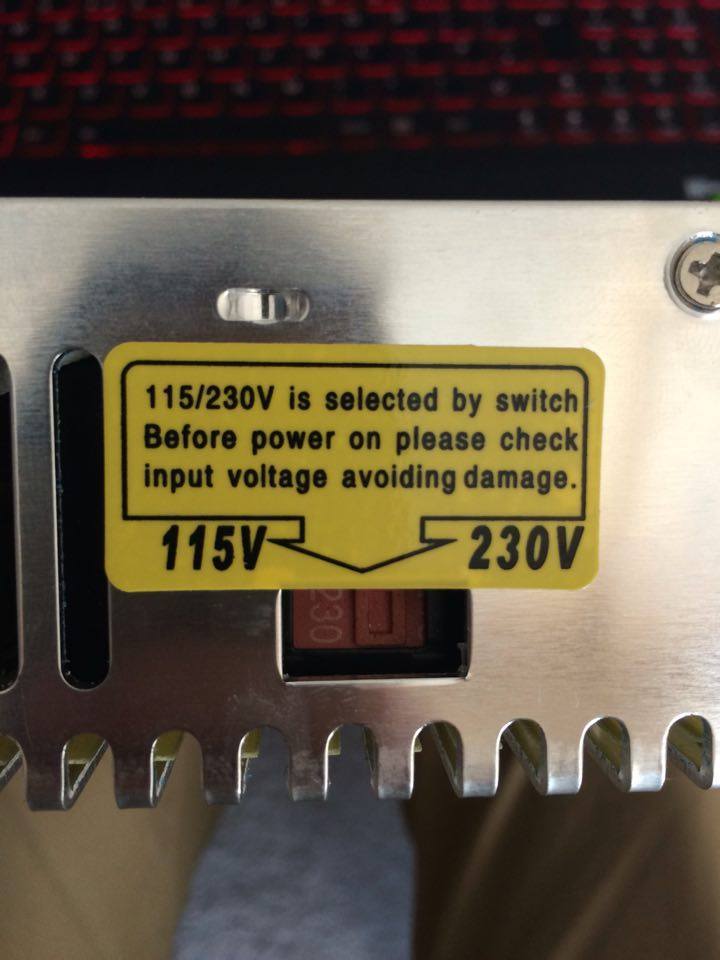 115/230V is selected by switch
Before power on please check
input voltage avoiding damage.
115V 230V
230